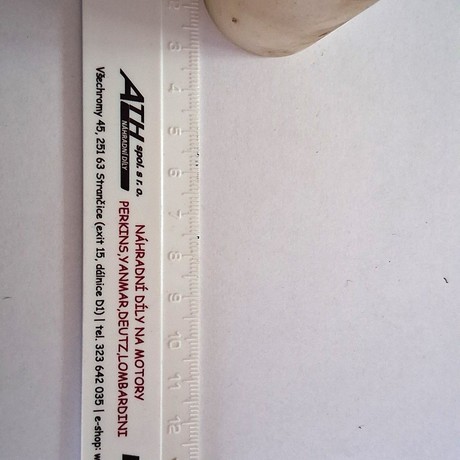 2 3 4 5 6 7 8 9 10 11 12
ATH spol. s r. o.
NÁHRADNÍ DÍLY
NÁHRADNÍ DÍLY NA MOTORY
PERKINS,YANMAR,DEUTZ,LOMBARDINI
Všechromy 45, 251 63 Strančice (exit 15, dálnice D1) | tel. 323 642 035 | e-shop: w